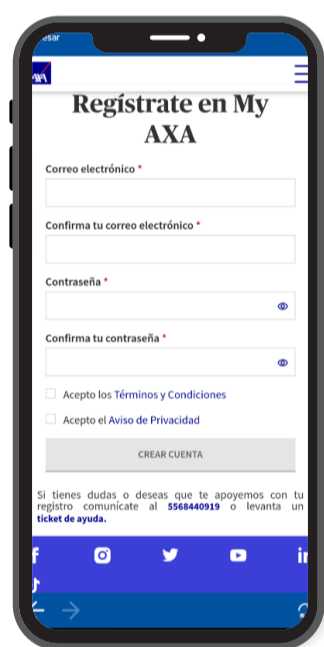 esar
AXA
Regístrate en My
AXA
Correo electrónico *
Confirma tu correo electrónico *
Contraseña *
Confirma tu contraseña *
Acepto los Términos y Condiciones
Acepto el Aviso de Privacidad
CREAR CUENTA
Si tienes dudas o deseas que te apoyemos con tu
registro comunícate al 5568440919 o levanta un
ticket de ayuda.